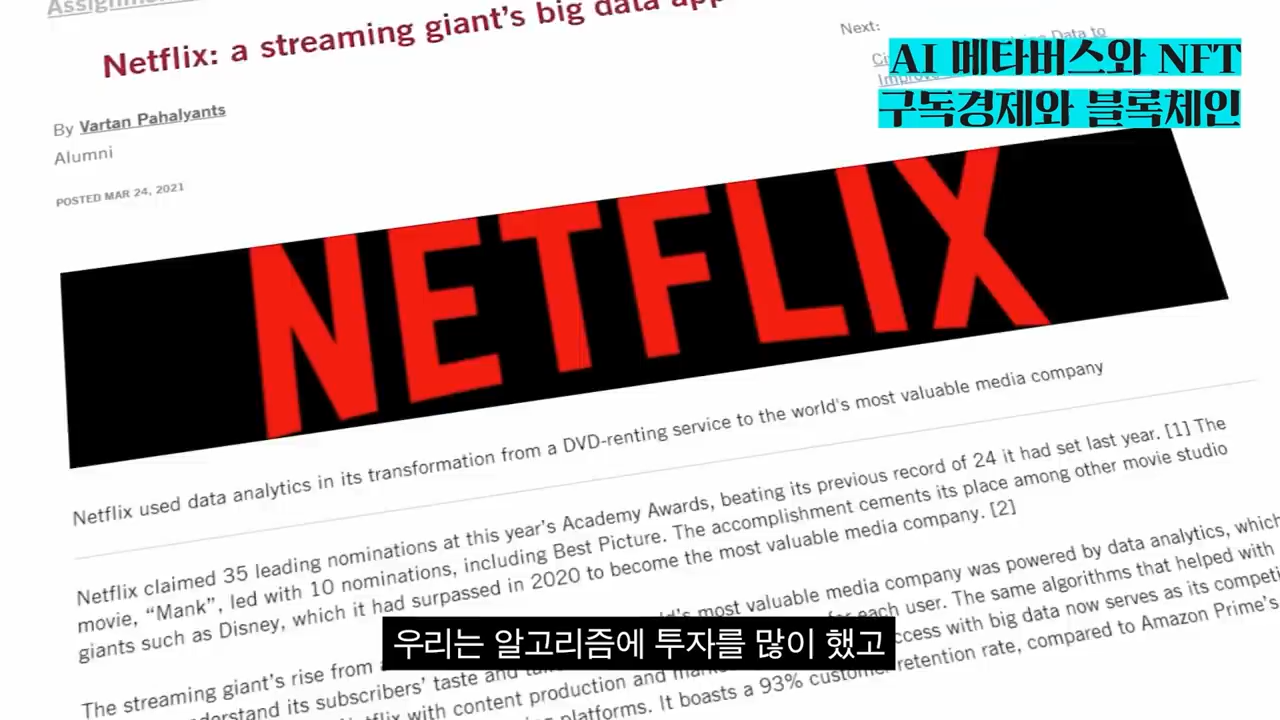 Assignment
Netflix: a streaming giant's big data app
Next:
Data to
AI 메타버스와 NFT
구독경제와 블록체인
By Vartan Pahalyants
Alumni
POSTED MAR 24, 2021
NETFLIX
Netflix used data analytics in its transformation from a DVD-renting service to the world's most valuable media company
Netflix claimed 35 leading nominations at this year's Academy Awards, beating its previous record of 24 it had set last year. [1] The
movie, “Mank”, led with 10 nominations, including Best Picture. The accomplishment cements its place among other movie studio
giants such as Disney, which it had surpassed in 2020 to become the most valuable media company. [2]
The streaming giant's rise from most valuable media company was powered by data analytics, which
understand its subscribers' taste and for each user. The same algorithms that helped with
Netflix with content production and success with big data now serves as its competi
platforms. It boasts a 93% customer retention rate, compared to Amazon Prime's
우리는 알고리즘에 투자를 많이 했고